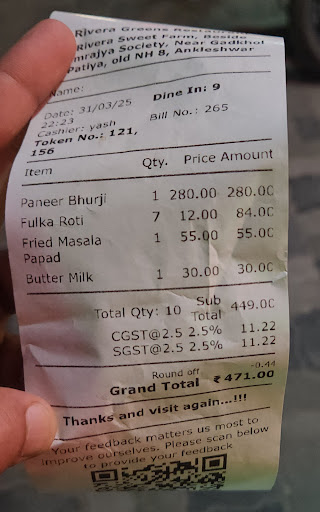 Rivera Greens Restaurant
Rivera Sweet Farm, Beside
mrajya Society, Near Gadkhol
Patiya, old NH 8, Ankleshwar
Name:
Date: 31/03/25 Dine In: 9
22:23
Cashier: yash Bill No.: 265
Token No.: 121,
156
Item Qty. Price Amount
Paneer Bhurji 1 280.00 280.00
Fulka Roti 7 12.00 84.00
Fried Masala 1 55.00 55.00
Papad
Butter Milk 1 30.00 30.00
Total Qty: 10 Sub 449.00
Total
CGST@2.5 2.5% 11.22
SGST@2.5 2.5% 11.22
Round off -0.44
Grand Total ₹ 471.00
Thanks and visit again...!!!
Your feedback matters us most to
improve ourselves. Please scan below
to provide your feedback